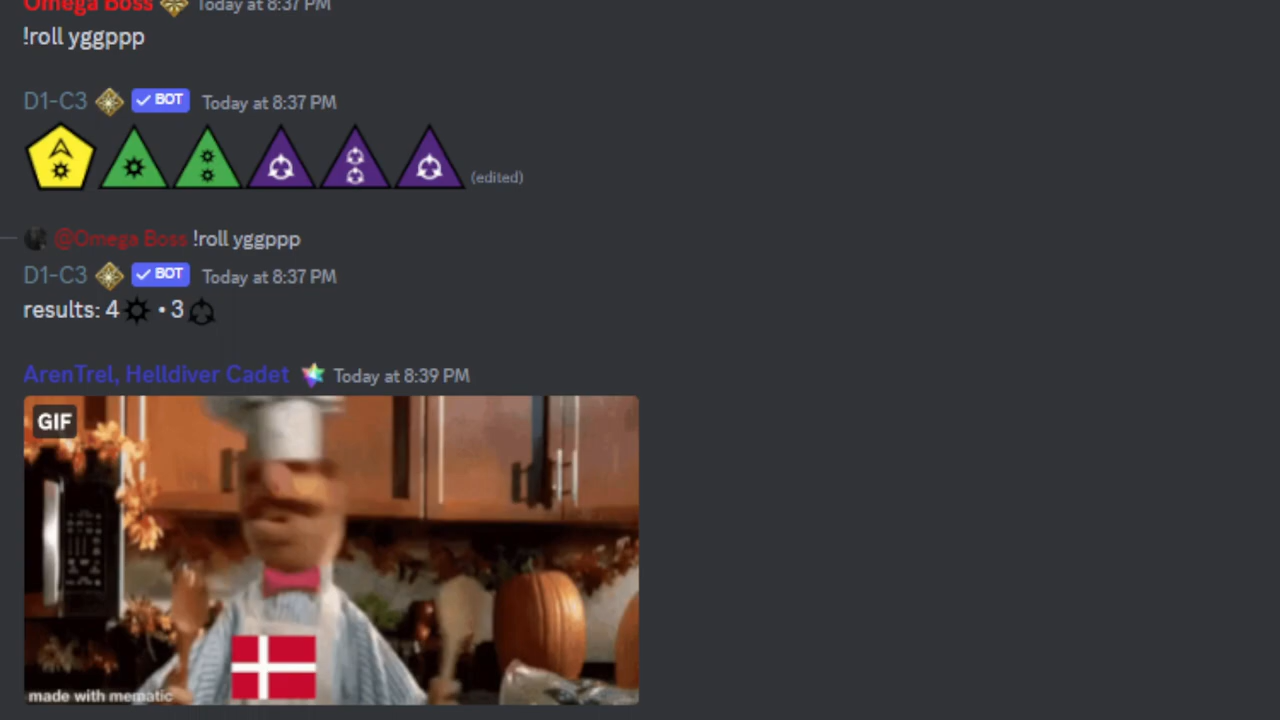 Omega Boss Today at 8:37 PM
!roll yggppp
D1-C3 BOT Today at 8:37 PM
(edited)
@Omega Boss !roll yggppp
D1-C3 BOT Today at 8:37 PM
results: 4 • 3
ArenTrel, Helldiver Cadet Today at 8:39 PM
GIF
made with mematic